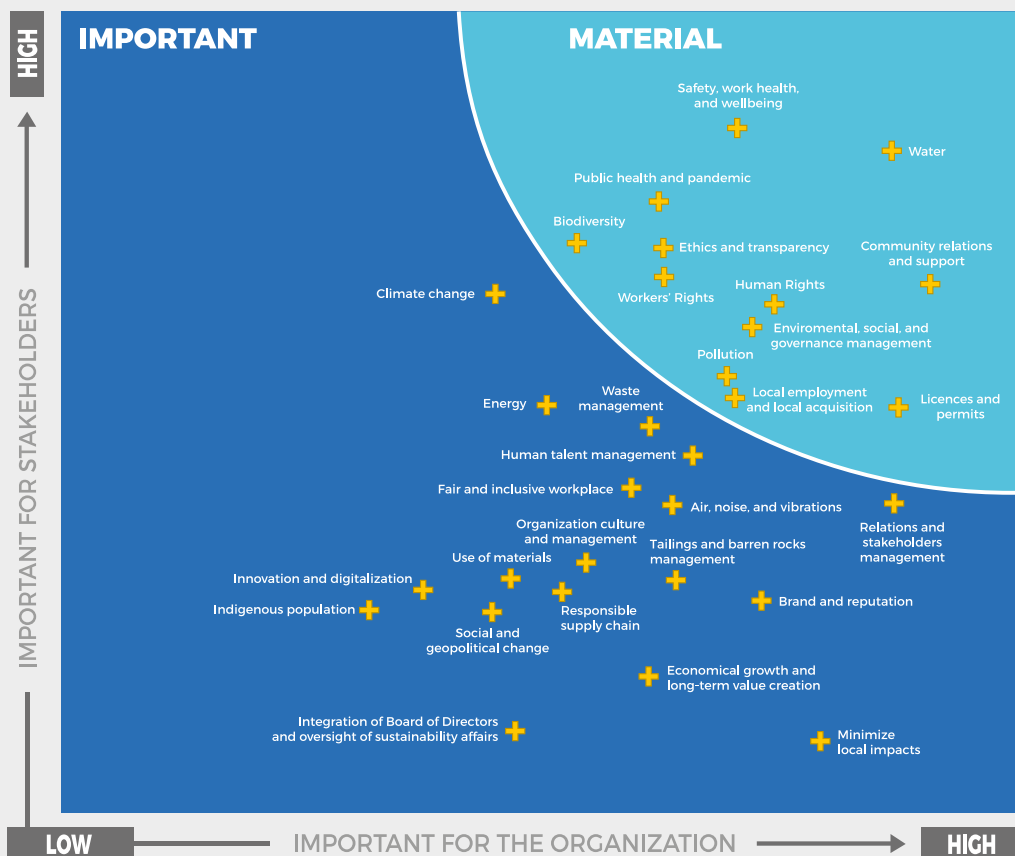 HIGH
IMPORTANT FOR STAKEHOLDERS
IMPORTANT
MATERIAL
Safety, work health,
and wellbeing
Water
Public health and pandemic
Biodiversity
Ethics and transparency
Community relations
and support
Workers' Rights
Human Rights
Climate change
Enviromental, social, and
governance management
Pollution
Local employment
and local acquisition
Licences and
permits
Energy
Waste
management
Human talent management
Fair and inclusive workplace
Air, noise, and vibrations
Relations and
stakeholders
management
Organization culture
and management
Tailings and barren rocks
management
Use of materials
Innovation and digitalization
Indigenous population
Responsible
supply chain
Brand and reputation
Social and
geopolitical change
Economical growth and
long-term value creation
Integration of Board of Directors
and oversight of sustainability affairs
Minimize
local impacts
LOW
IMPORTANT FOR THE ORGANIZATION
HIGH